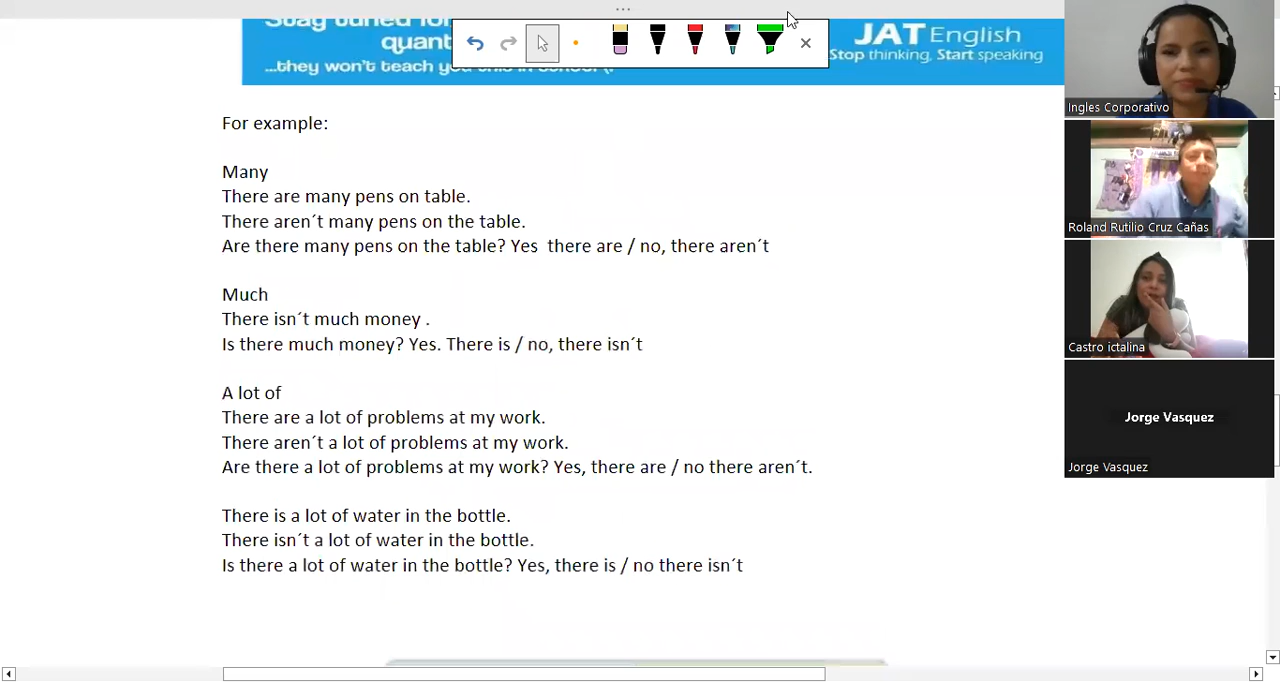 Stay tuned for
quant
...they won't teach you this in school(.
JAT English
Stop thinking, Start speaking
For example:
Many
There are many pens on table.
There aren´t many pens on the table.
Are there many pens on the table? Yes  there are / no, there aren´t
Much
There isn´t much money .
Is there much money? Yes. There is / no, there isn´t
A lot of
There are a lot of problems at my work.
There aren´t a lot of problems at my work.
Are there a lot of problems at my work? Yes, there are / no there aren´t.
There is a lot of water in the bottle.
There isn´t a lot of water in the bottle.
Is there a lot of water in the bottle? Yes, there is / no there isn´t
Ingles Corporativo
Roland Rutilio Cruz Cañas
Castro ictalina
Jorge Vasquez
Jorge Vasquez